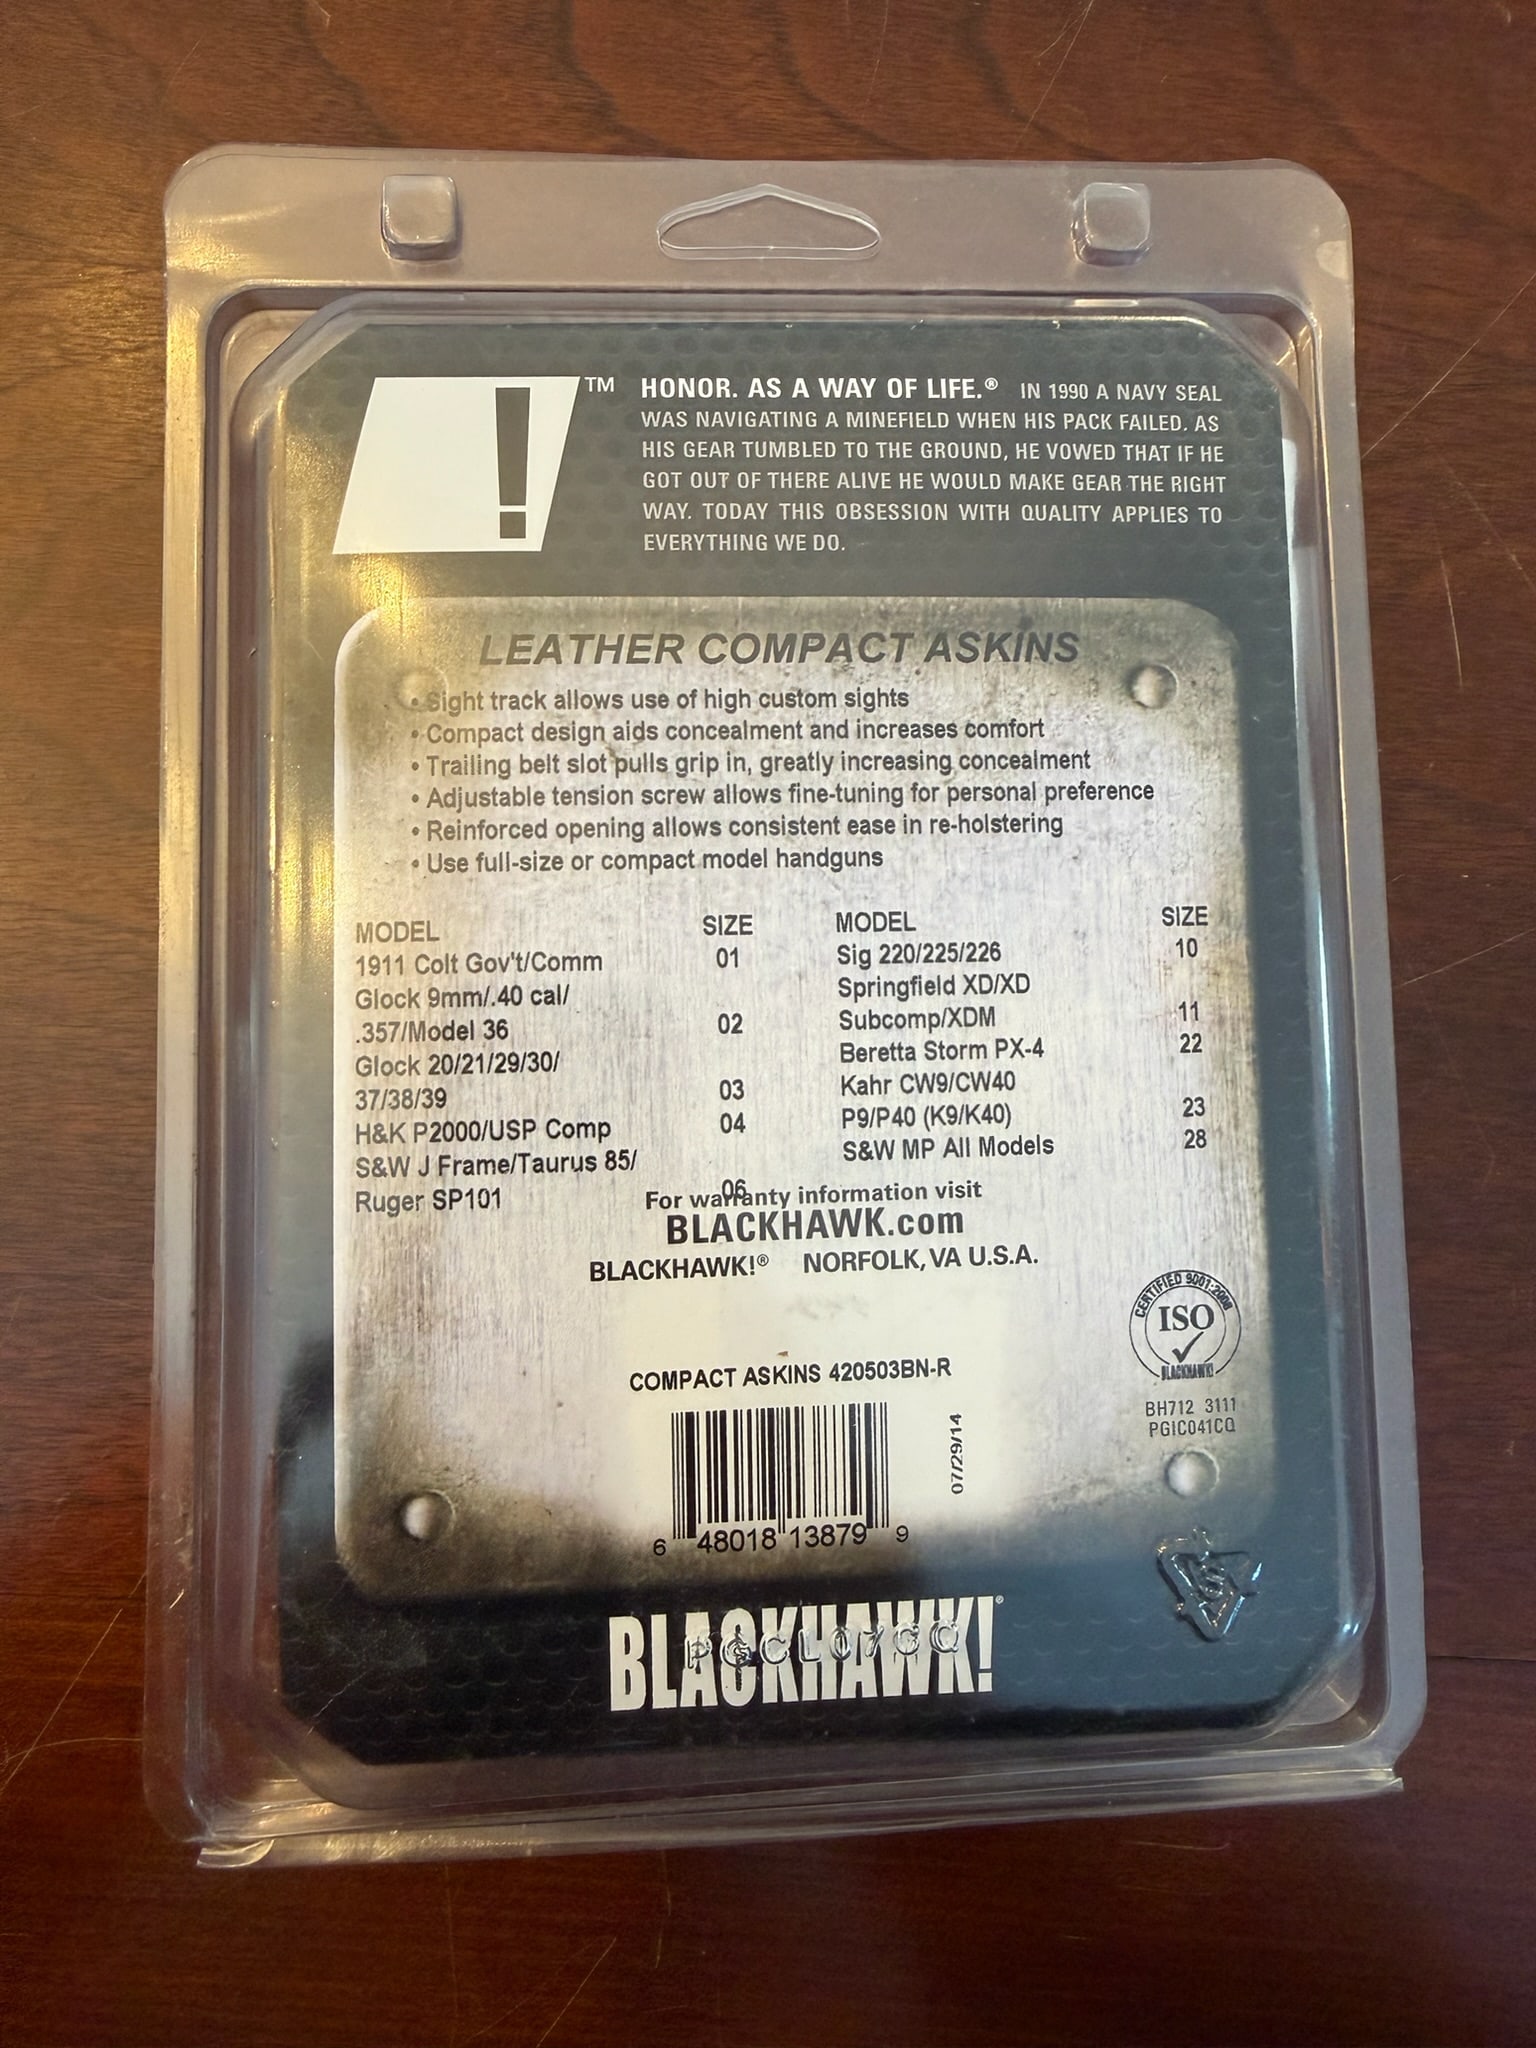 ! ™
HONOR. AS A WAY OF LIFE.® IN 1990 A NAVY SEAL
WAS NAVIGATING A MINEFIELD WHEN HIS PACK FAILED. AS
HIS GEAR TUMBLED TO THE GROUND, HE VOWED THAT IF HE
GOT OUT OF THERE ALIVE HE WOULD MAKE GEAR THE RIGHT
WAY. TODAY THIS OBSESSION WITH QUALITY APPLIES TO
EVERYTHING WE DO.
LEATHER COMPACT ASKINS
• Sight track allows use of high custom sights
• Compact design aids concealment and increases comfort
• Trailing belt slot pulls grip in, greatly increasing concealment
• Adjustable tension screw allows fine-tuning for personal preference
• Reinforced opening allows consistent ease in re-holstering
• Use full-size or compact model handguns
MODEL SIZE
1911 Colt Gov't/Comm 01
Glock 9mm/.40 cal/
.357/Model 36 02
Glock 20/21/29/30/
37/38/39 03
H&K P2000/USP Comp 04
S&W J Frame/Taurus 85/
Ruger SP101 06
MODEL SIZE
Sig 220/225/226 10
Springfield XD/XD
Subcomp/XDM 11
Beretta Storm PX-4 22
Kahr CW9/CW40
P9/P40 (K9/K40) 23
S&W MP All Models 28
For warranty information visit
BLACKHAWK.com
BLACKHAWK!® NORFOLK, VA U.S.A.
CERTIFIED 9001:2008
ISO
BLACKHAWK!
BH712 3111
PGIC041CQ
COMPACT ASKINS 420503BN-R
07/29/14
6 48018 13879 9
BLACKHAWK!®
PGCL07CQ